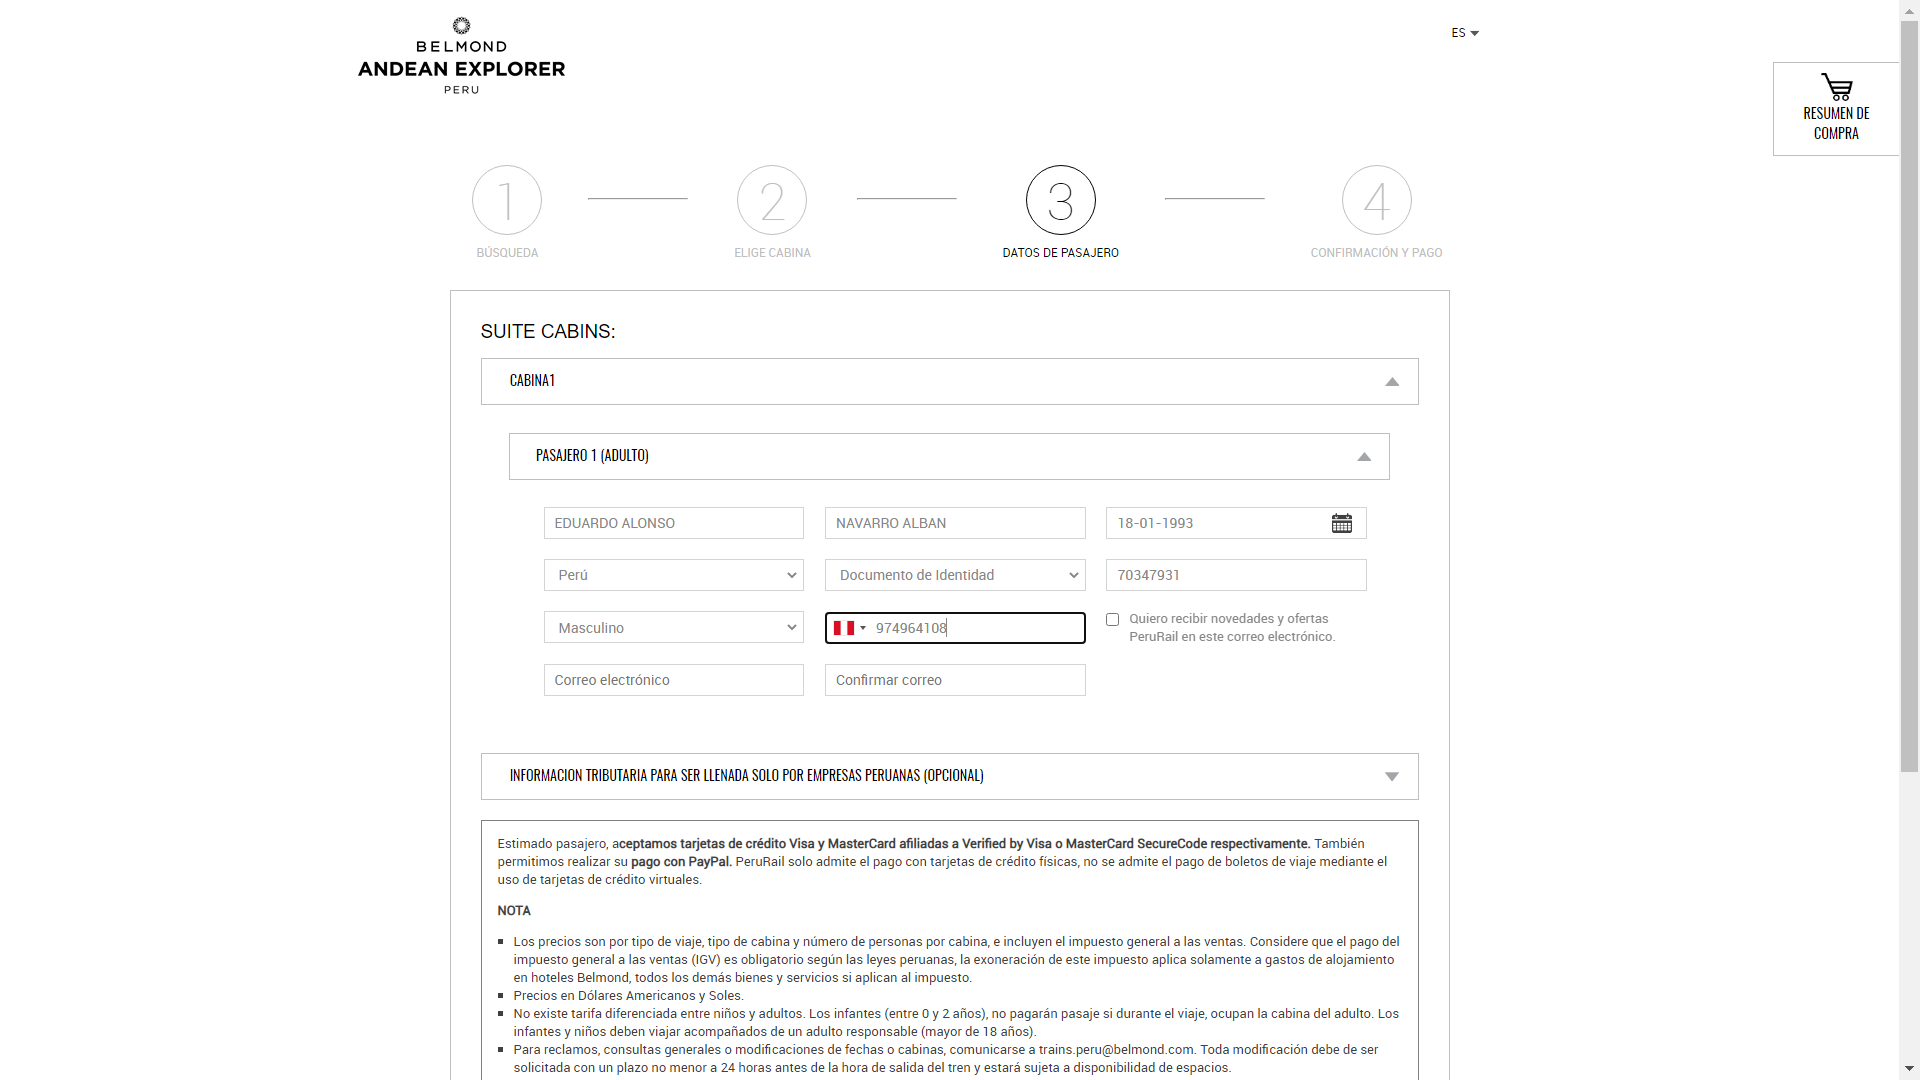 BELMOND
ANDEAN EXPLORER
PERU
ES
RESUMEN DE
COMPRA
1
2
3
4
BÚSQUEDA
ELIGE CABINA
DATOS DE PASAJERO
CONFIRMACIÓN Y PAGO
SUITE CABINS:
CABINA1
PASAJERO 1 (ADULTO)
EDUARDO ALONSO
NAVARRO ALBAN
18-01-1993
Perú
Documento de Identidad
70347931
Masculino
974964108
Quiero recibir novedades y ofertas
PeruRail en este correo electrónico.
Correo electrónico
Confirmar correo
INFORMACION TRIBUTARIA PARA SER LLENADA SOLO POR EMPRESAS PERUANAS (OPCIONAL)
Estimado pasajero, aceptamos tarjetas de crédito Visa y MasterCard afiliadas a Verified by Visa o MasterCard SecureCode respectivamente. También
permitimos realizar su pago con PayPal. PeruRail solo admite el pago con tarjetas de crédito físicas, no se admite el pago de boletos de viaje mediante el
uso de tarjetas de crédito virtuales.
NOTA
Los precios son por tipo de viaje, tipo de cabina y número de personas por cabina, e incluyen el impuesto general a las ventas. Considere que el pago del
impuesto general a las ventas (IGV) es obligatorio según las leyes peruanas, la exoneración de este impuesto aplica solamente a gastos de alojamiento
en hoteles Belmond, todos los demás bienes y servicios si aplican al impuesto.
Precios en Dólares Americanos y Soles.
No existe tarifa diferenciada entre niños y adultos. Los infantes (entre 0 y 2 años), no pagarán pasaje si durante el viaje, ocupan la cabina del adulto. Los
infantes y niños deben viajar acompañados de un adulto responsable (mayor de 18 años).
Para reclamos, consultas generales o modificaciones de fechas o cabinas, comunicarse a trains.peru@belmond.com. Toda modificación debe de ser
solicitada con un plazo no menor a 24 horas antes de la hora de salida del tren y estará sujeta a disponibilidad de espacios.